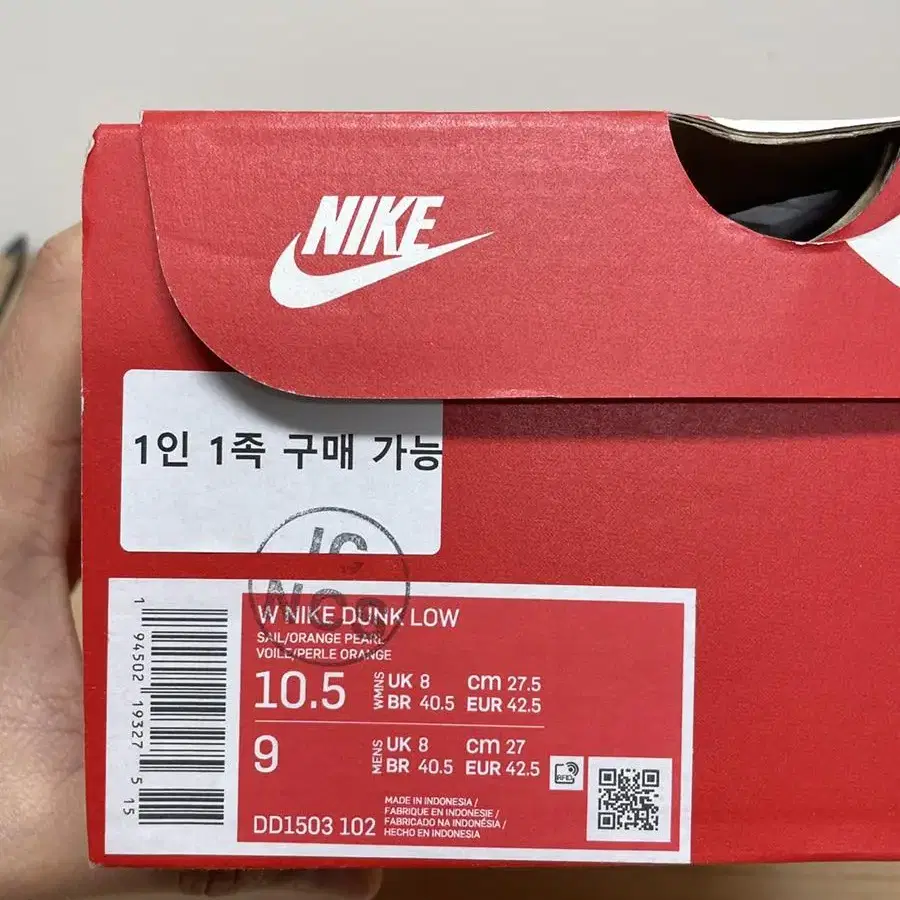 NIKE
1인 1족 구매 가능
W NIKE DUNK LOW
SAIL/ORANGE PEARL
VOILE/PERLE ORANGE
10.5 WMNS UK 8 cm 27.5
BR 40.5 EUR 42.5
9 MENS UK 8 cm 27
BR 40.5 EUR 42.5
DD1503 102
MADE IN INDONESIA /
FABRIQUE EN INDONESIE /
FABRICADO NA INDONÉSIA /
HECHO EN INDONESIA
RFID
1 94502 19327 5 15